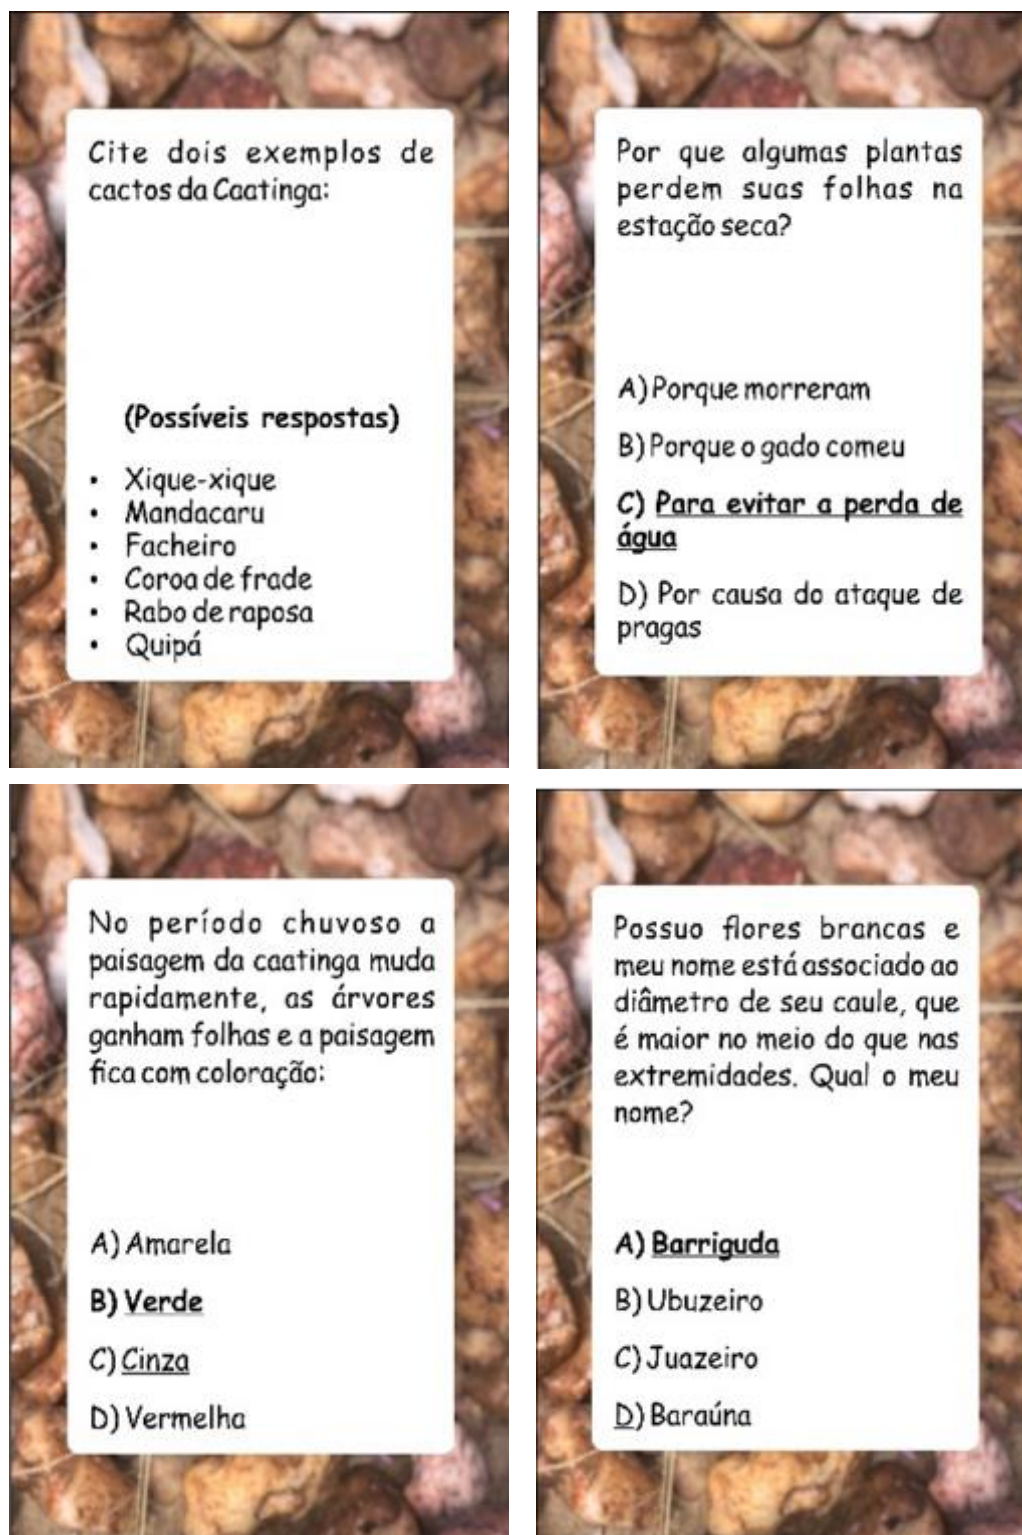 Cite dois exemplos de
cactos da Caatinga:
(Possíveis respostas)
• Xique-xique
• Mandacaru
• Facheiro
• Coroa de frade
• Rabo de raposa
• Quipá
Por que algumas plantas
perdem suas folhas na
estação seca?
A) Porque morreram
B) Porque o gado comeu
C) Para evitar a perda de
água
D) Por causa do ataque de
pragas
No período chuvoso a
paisagem da caatinga muda
rapidamente, as árvores
ganham folhas e a paisagem
fica com coloração:
A) Amarela
B) Verde
C) Cinza
D) Vermelha
Possuo flores brancas e
meu nome está associado ao
diâmetro de seu caule, que
é maior no meio do que nas
extremidades. Qual o meu
nome?
A) Barriguda
B) Ubuzeiro
C) Juazeiro
D) Baraúna